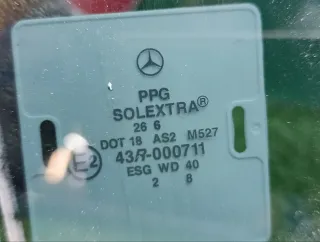 PPG
SOLEXTRA®
26 6
DOT 18 AS2 M527
43R-000711
E2
ESG WD 40
2 8